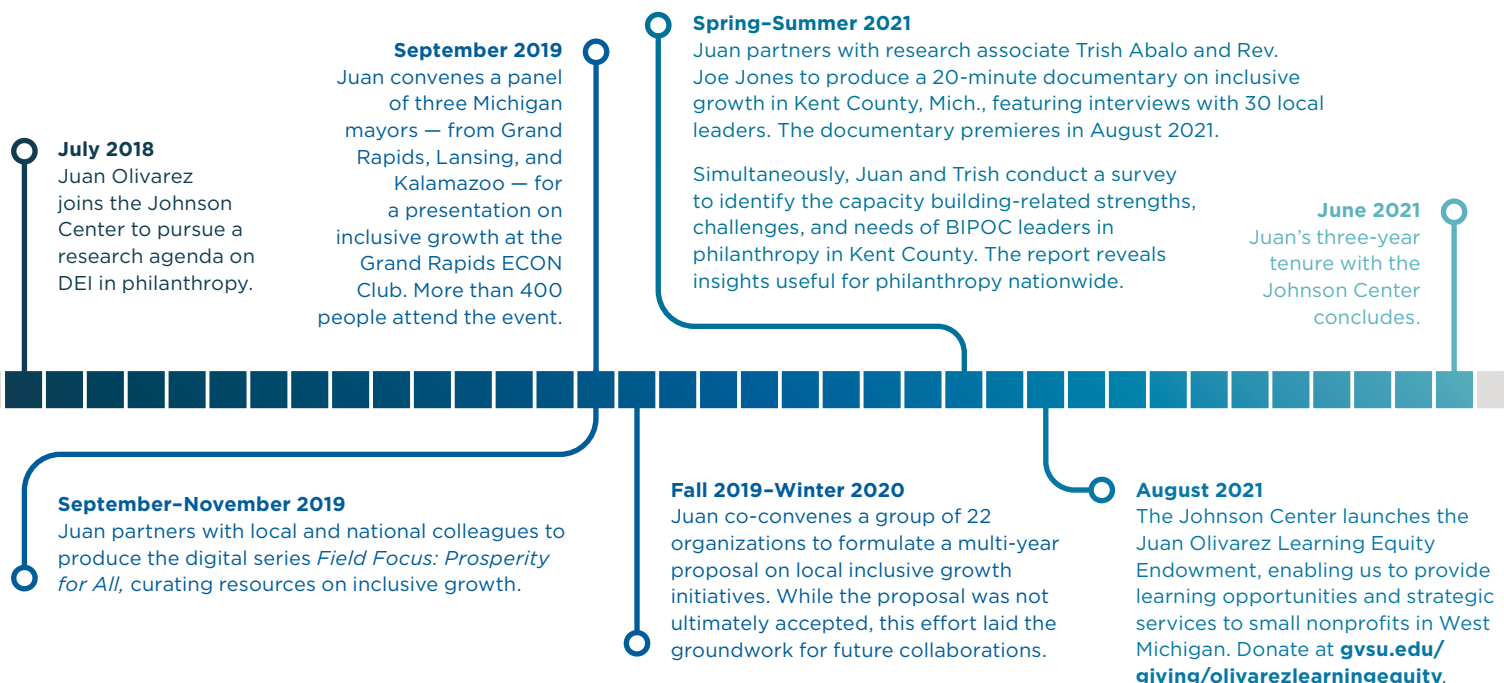 July 2018
Juan Olivarez
joins the Johnson
Center to pursue a
research agenda on
DEI in philanthropy.
September 2019
Juan convenes a panel
of three Michigan
mayors — from Grand
Rapids, Lansing, and
Kalamazoo — for
a presentation on
inclusive growth at the
Grand Rapids ECON
Club. More than 400
people attend the event.
Spring–Summer 2021
Juan partners with research associate Trish Abalo and Rev.
Joe Jones to produce a 20-minute documentary on inclusive
growth in Kent County, Mich., featuring interviews with 30 local
leaders. The documentary premieres in August 2021.
Simultaneously, Juan and Trish conduct a survey
to identify the capacity building-related strengths,
challenges, and needs of BIPOC leaders in
philanthropy in Kent County. The report reveals
insights useful for philanthropy nationwide.
June 2021
Juan's three-year
tenure with the
Johnson Center
concludes.
September–November 2019
Juan partners with local and national colleagues to
produce the digital series Field Focus: Prosperity
for All, curating resources on inclusive growth.
Fall 2019–Winter 2020
Juan co-convenes a group of 22
organizations to formulate a multi-year
proposal on local inclusive growth
initiatives. While the proposal was not
ultimately accepted, this effort laid the
groundwork for future collaborations.
August 2021
The Johnson Center launches the
Juan Olivarez Learning Equity
Endowment, enabling us to provide
learning opportunities and strategic
services to small nonprofits in West
Michigan. Donate at gvsu.edu/
giving/olivarezlearningequity.